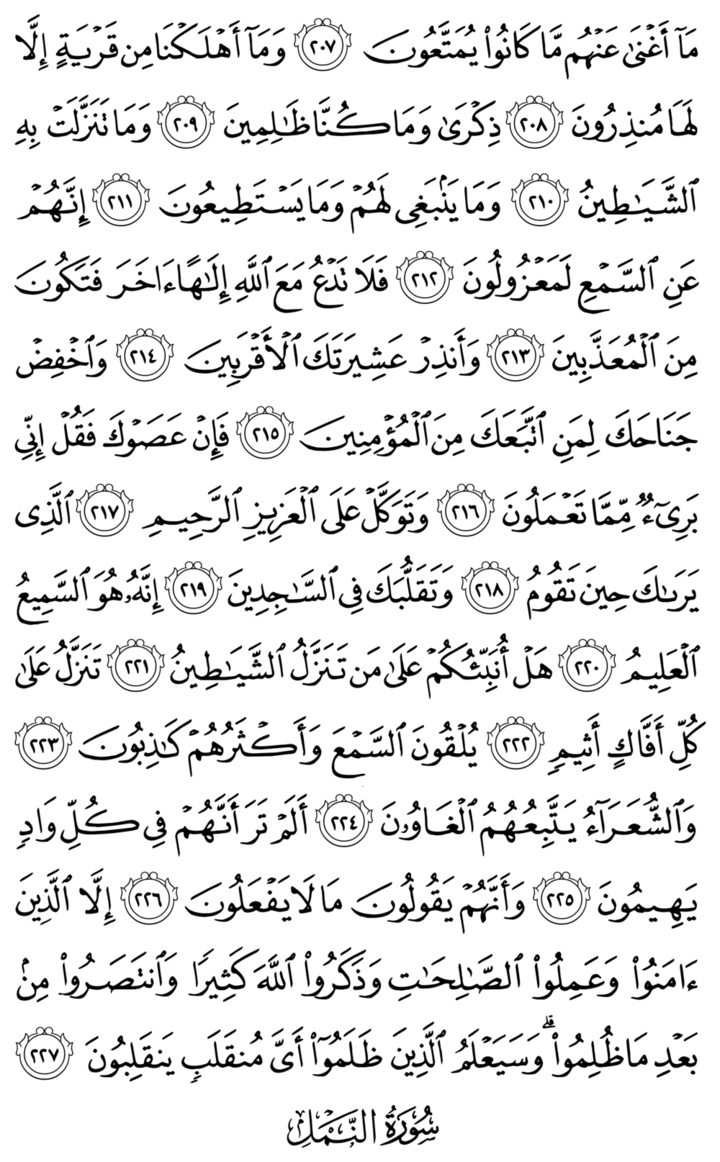 مَآ أَغۡنَىٰ عَنۡهُم مَّا كَانُواْ يُمَتَّعُونَ ٢٠٧ وَمَآ أَهۡلَكۡنَا مِن قَرۡيَةٍ إِلَّا
لَهَا مُنذِرُونَ ٢٠٨ ذِكۡرَىٰ وَمَا كُنَّا ظَٰلِمِينَ ٢٠٩ وَمَا تَنَزَّلَتۡ بِهِ
ٱلشَّيَٰطِينُ ٢١٠ وَمَا يَنۢبَغِي لَهُمۡ وَمَا يَسۡتَطِيعُونَ ٢١١ إِنَّهُمۡ
عَنِ ٱلسَّمۡعِ لَمَعۡزُولُونَ ٢١٢ فَلَا تَدۡعُ مَعَ ٱللَّهِ إِلَٰهًا ءَاخَرَ فَتَكُونَ
مِنَ ٱلۡمُعَذَّبِينَ ٢١٣ وَأَنذِرۡ عَشِيرَتَكَ ٱلۡأَقۡرَبِينَ ٢١٤ وَٱخۡفِضۡ
جَنَاحَكَ لِمَنِ ٱتَّبَعَكَ مِنَ ٱلۡمُؤۡمِنِينَ ٢١٥ فَإِنۡ عَصَوۡكَ فَقُلۡ إِنِّي
بَرِيٓءٞ مِّمَّا تَعۡمَلُونَ ٢١٦ وَتَوَكَّلۡ عَلَى ٱلۡعَزِيزِ ٱلرَّحِيمِ ٢١٧ ٱلَّذِي
يَرَىٰكَ حِينَ تَقُومُ ٢١٨ وَتَقَلُّبَكَ فِي ٱلسَّٰجِدِينَ ٢١٩ إِنَّهُۥ هُوَ ٱلسَّمِيعُ
ٱلۡعَلِيمُ ٢٢٠ هَلۡ أُنَبِّئُكُمۡ عَلَىٰ مَن تَنَزَّلُ ٱلشَّيَٰطِينُ ٢٢١ تَنَزَّلُ عَلَىٰ
كُلِّ أَفَّاكٍ أَثِيمٖ ٢٢٢ يُلۡقُونَ ٱلسَّمۡعَ وَأَكۡثَرُهُمۡ كَٰذِبُونَ ٢٢٣
وَٱلشُّعَرَآءُ يَتَّبِعُهُمُ ٱلۡغَاوُۥنَ ٢٢٤ أَلَمۡ تَرَ أَنَّهُمۡ فِي كُلِّ وَادٖ
يَهِيمُونَ ٢٢٥ وَأَنَّهُمۡ يَقُولُونَ مَا لَا يَفۡعَلُونَ ٢٢٦ إِلَّا ٱلَّذِينَ
ءَامَنُواْ وَعَمِلُواْ ٱلصَّٰلِحَٰتِ وَذَكَرُواْ ٱللَّهَ كَثِيرٗا وَٱنتَصَرُواْ مِنۢ
بَعۡدِ مَا ظُلِمُواْۗ وَسَيَعۡلَمُ ٱلَّذِينَ ظَلَمُوٓاْ أَيَّ مُنقَلَبٖ يَنقَلِبُونَ ٢٢٧
سُورَةُ النَّمۡلِ